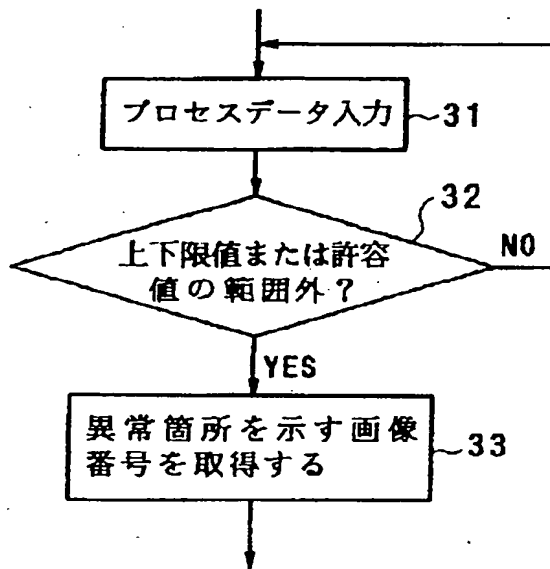 プロセスデータ入力
31
32
上下限値または許容
値の範囲外?
NO
YES
異常箇所を示す画像
番号を取得する
33